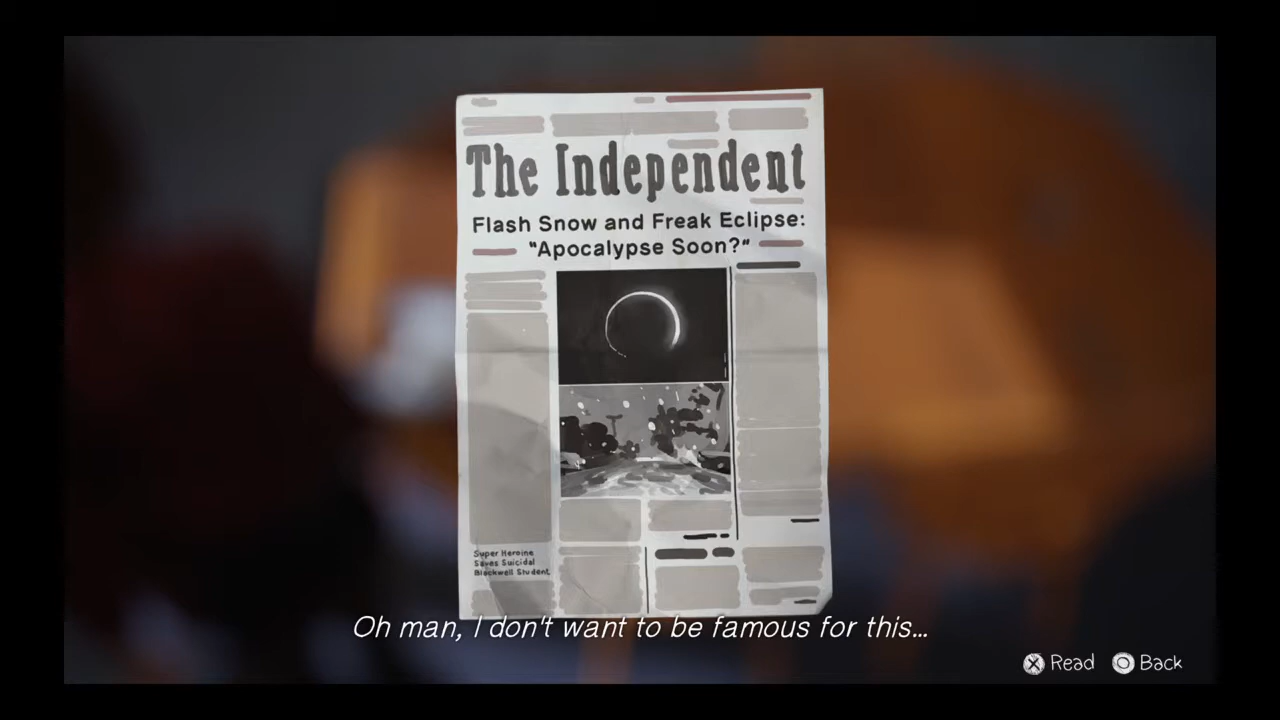 The Independent
Flash Snow and Freak Eclipse:
"Apocalypse Soon?"
Super Heroine
Saves Suicidal
Blackwell Student
Oh man, I don't want to be famous for this...
Read
Back